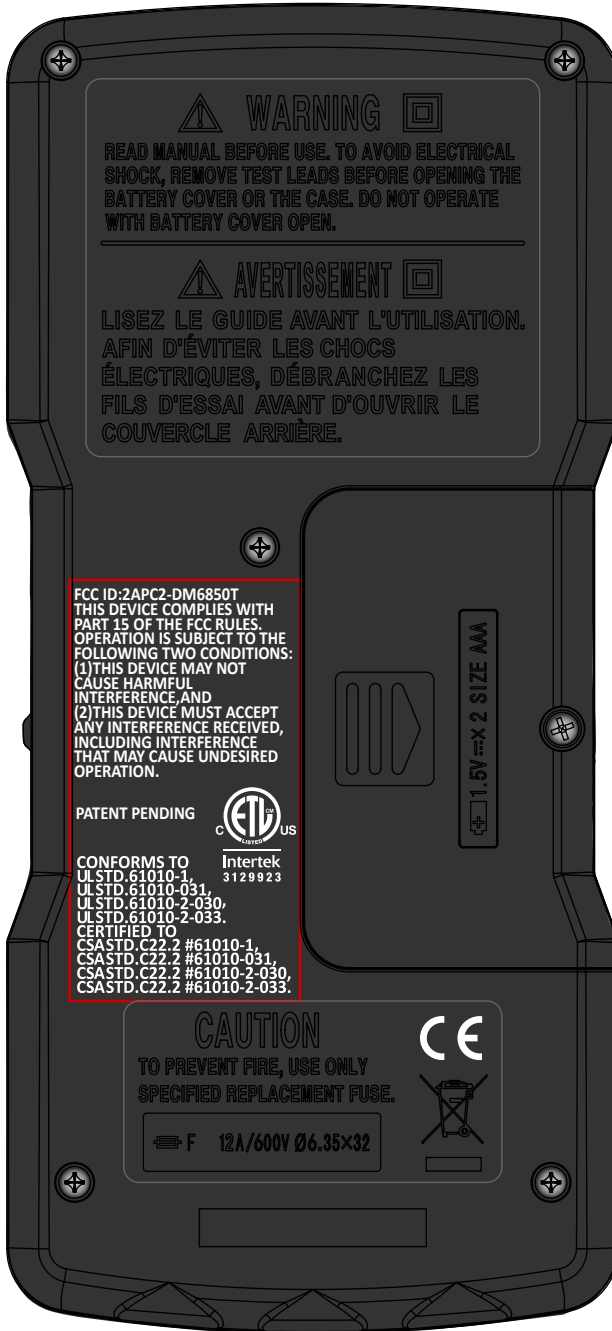 WARNING
READ MANUAL BEFORE USE. TO AVOID ELECTRICAL
SHOCK, REMOVE TEST LEADS BEFORE OPENING THE
BATTERY COVER OR THE CASE. DO NOT OPERATE
WITH BATTERY COVER OPEN.
AVERTISSEMENT
LISEZ LE GUIDE AVANT L'UTILISATION.
AFIN D'ÉVITER LES CHOCS
ÉLECTRIQUES, DÉBRANCHEZ LES
FILS D'ESSAI AVANT D'OUVRIR LE
COUVERCLE ARRIÈRE.
FCC ID:2APC2-DM6850T
THIS DEVICE COMPLIES WITH
PART 15 OF THE FCC RULES.
OPERATION IS SUBJECT TO THE
FOLLOWING TWO CONDITIONS:
(1)THIS DEVICE MAY NOT
CAUSE HARMFUL
INTERFERENCE,AND
(2)THIS DEVICE MUST ACCEPT
ANY INTERFERENCE RECEIVED,
INCLUDING INTERFERENCE
THAT MAY CAUSE UNDESIRED
OPERATION.
PATENT PENDING
C ETL CM US
LISTED
Intertek
3129923
CONFORMS TO
ULSTD.61010-1,
ULSTD.61010-031,
ULSTD.61010-2-030,
ULSTD.61010-2-033.
CERTIFIED TO
CSASTD.C22.2 #61010-1,
CSASTD.C22.2 #61010-031,
CSASTD.C22.2 #61010-2-030,
CSASTD.C22.2 #61010-2-033.
1.5V⎓× 2 SIZE AAA
CAUTION
TO PREVENT FIRE, USE ONLY
SPECIFIED REPLACEMENT FUSE.
F 12A/600V Ø6.35×32
CE